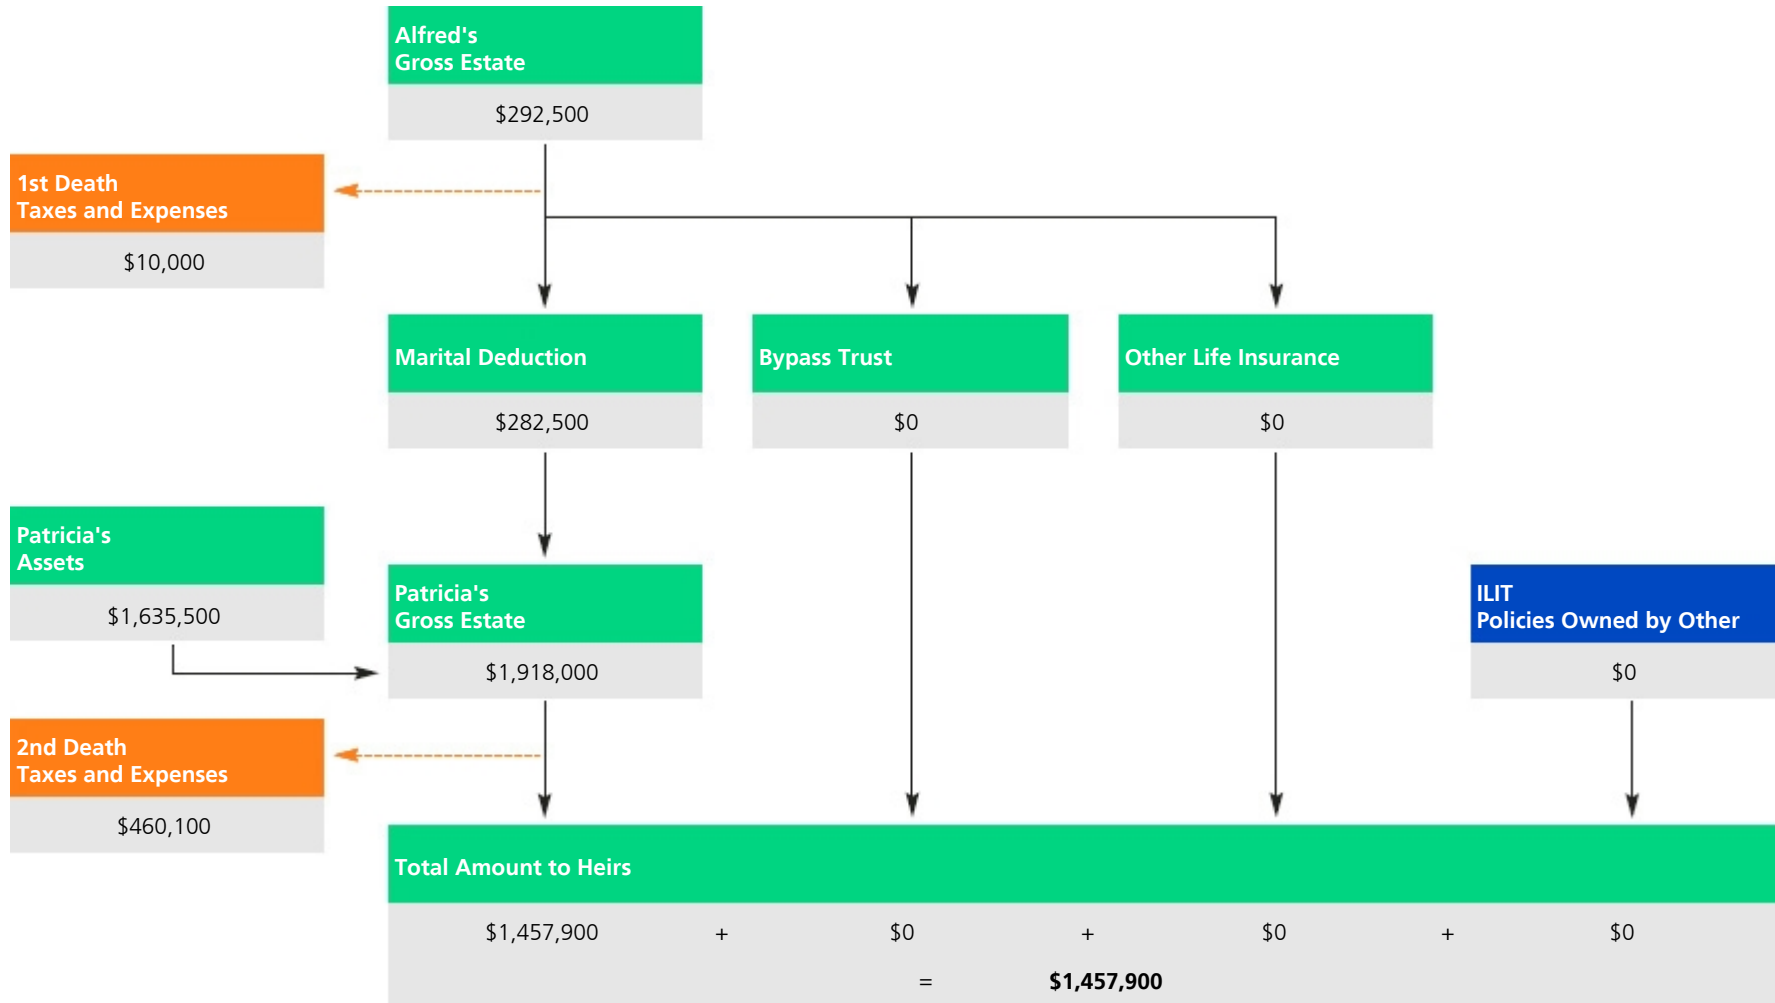 Alfred's
Gross Estate
$292,500
1st Death
Taxes and Expenses
$10,000
Marital Deduction
$282,500
Bypass Trust
$0
Other Life Insurance
$0
Patricia's
Assets
$1,635,500
Patricia's
Gross Estate
$1,918,000
ILIT
Policies Owned by Other
$0
2nd Death
Taxes and Expenses
$460,100
Total Amount to Heirs
$1,457,900 + $0 + $0 + $0
= $1,457,900